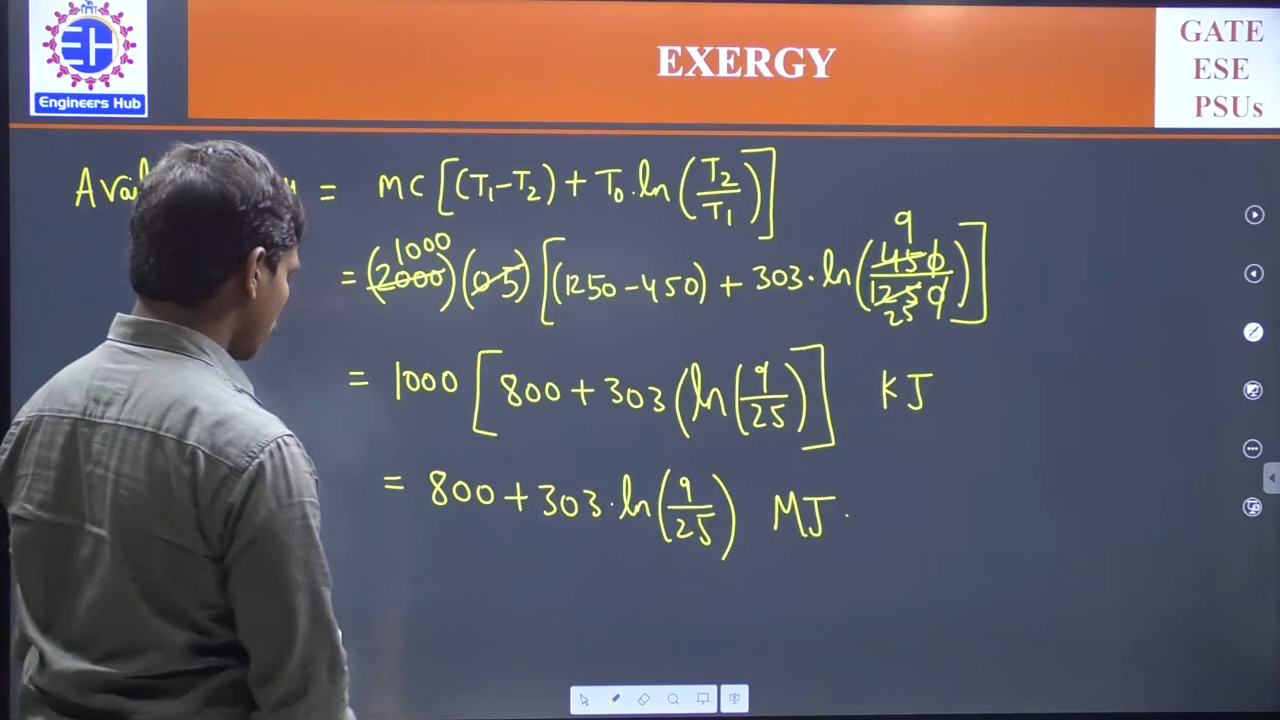 EH
Engineers Hub
EXERGY
GATE
ESE
PSUs
= mc[(T₁-T₂) + T₀.ln(T₂/T₁)]
1000 9
= (2000)(0.5)[(1250-450) + 303.ln(450/1250)]
25
= 1000[800 + 303(ln(9/25))] KJ
= 800 + 303.ln(9/25) MJ.